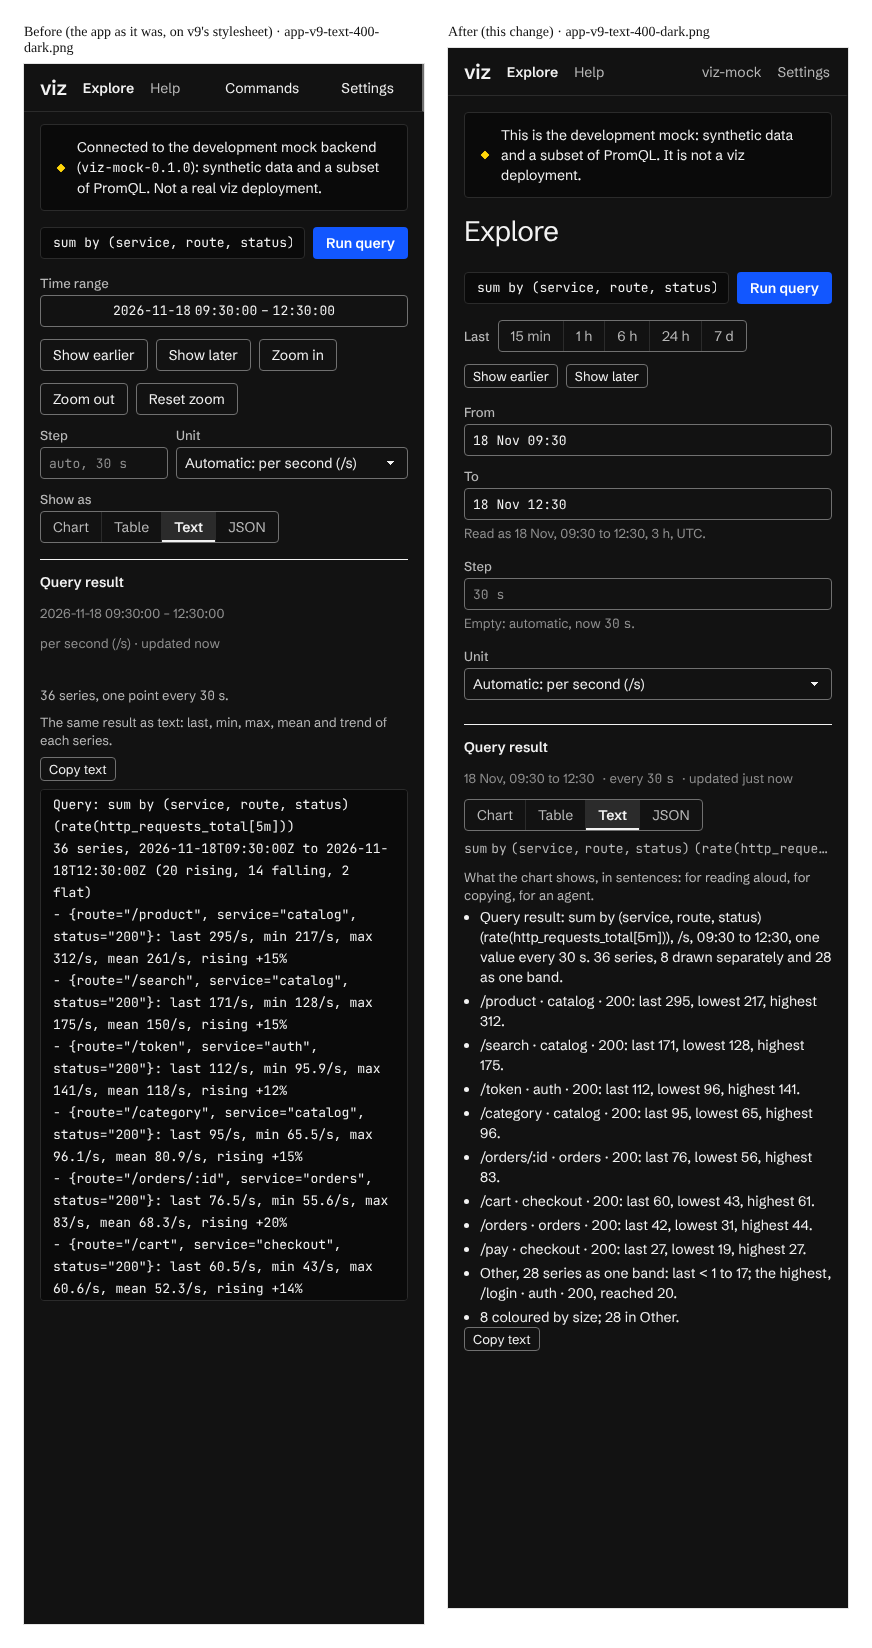 Before (the app as it was, on v9's stylesheet) · app-v9-text-400-
dark.png
viz Explore Help Commands Settings
Connected to the development mock backend
(viz-mock-0.1.0): synthetic data and a subset
of PromQL. Not a real viz deployment.
sum by (service, route, status)
Run query
Time range
2026-11-18 09:30:00 – 12:30:00
Show earlier Show later Zoom in
Zoom out Reset zoom
Step Unit
auto, 30 s Automatic: per second (/s)
Show as
Chart Table Text JSON
Query result
2026-11-18 09:30:00 – 12:30:00
per second (/s) · updated now
36 series, one point every 30 s.
The same result as text: last, min, max, mean and trend of
each series.
Copy text
Query: sum by (service, route, status)
(rate(http_requests_total[5m]))
36 series, 2026-11-18T09:30:00Z to 2026-11-
18T12:30:00Z (20 rising, 14 falling, 2
flat)
- {route="/product", service="catalog",
status="200"}: last 295/s, min 217/s, max
312/s, mean 261/s, rising +15%
- {route="/search", service="catalog",
status="200"}: last 171/s, min 128/s, max
175/s, mean 150/s, rising +15%
- {route="/token", service="auth",
status="200"}: last 112/s, min 95.9/s, max
141/s, mean 118/s, rising +12%
- {route="/category", service="catalog",
status="200"}: last 95/s, min 65.5/s, max
96.1/s, mean 80.9/s, rising +15%
- {route="/orders/:id", service="orders",
status="200"}: last 76.5/s, min 55.6/s, max
83/s, mean 68.3/s, rising +20%
- {route="/cart", service="checkout",
status="200"}: last 60.5/s, min 43/s, max
60.6/s, mean 52.3/s, rising +14%
After (this change) · app-v9-text-400-dark.png
viz Explore Help viz-mock Settings
This is the development mock: synthetic data
and a subset of PromQL. It is not a viz
deployment.
Explore
sum by (service, route, status)
Run query
Last 15 min 1 h 6 h 24 h 7 d
Show earlier Show later
From
18 Nov 09:30
To
18 Nov 12:30
Read as 18 Nov, 09:30 to 12:30, 3 h, UTC.
Step
30 s
Empty: automatic, now 30 s.
Unit
Automatic: per second (/s)
Query result
18 Nov, 09:30 to 12:30 · every 30 s · updated just now
Chart Table Text JSON
sum by (service, route, status) (rate(http_reque…
What the chart shows, in sentences: for reading aloud, for
copying, for an agent.
• Query result: sum by (service, route, status)
(rate(http_requests_total[5m])), /s, 09:30 to 12:30, one
value every 30 s. 36 series, 8 drawn separately and 28
as one band.
• /product · catalog · 200: last 295, lowest 217, highest
312.
• /search · catalog · 200: last 171, lowest 128, highest
175.
• /token · auth · 200: last 112, lowest 96, highest 141.
• /category · catalog · 200: last 95, lowest 65, highest
96.
• /orders/:id · orders · 200: last 76, lowest 56, highest
83.
• /cart · checkout · 200: last 60, lowest 43, highest 61.
• /orders · orders · 200: last 42, lowest 31, highest 44.
• /pay · checkout · 200: last 27, lowest 19, highest 27.
• Other, 28 series as one band: last < 1 to 17; the highest,
/login · auth · 200, reached 20.
• 8 coloured by size; 28 in Other.
Copy text